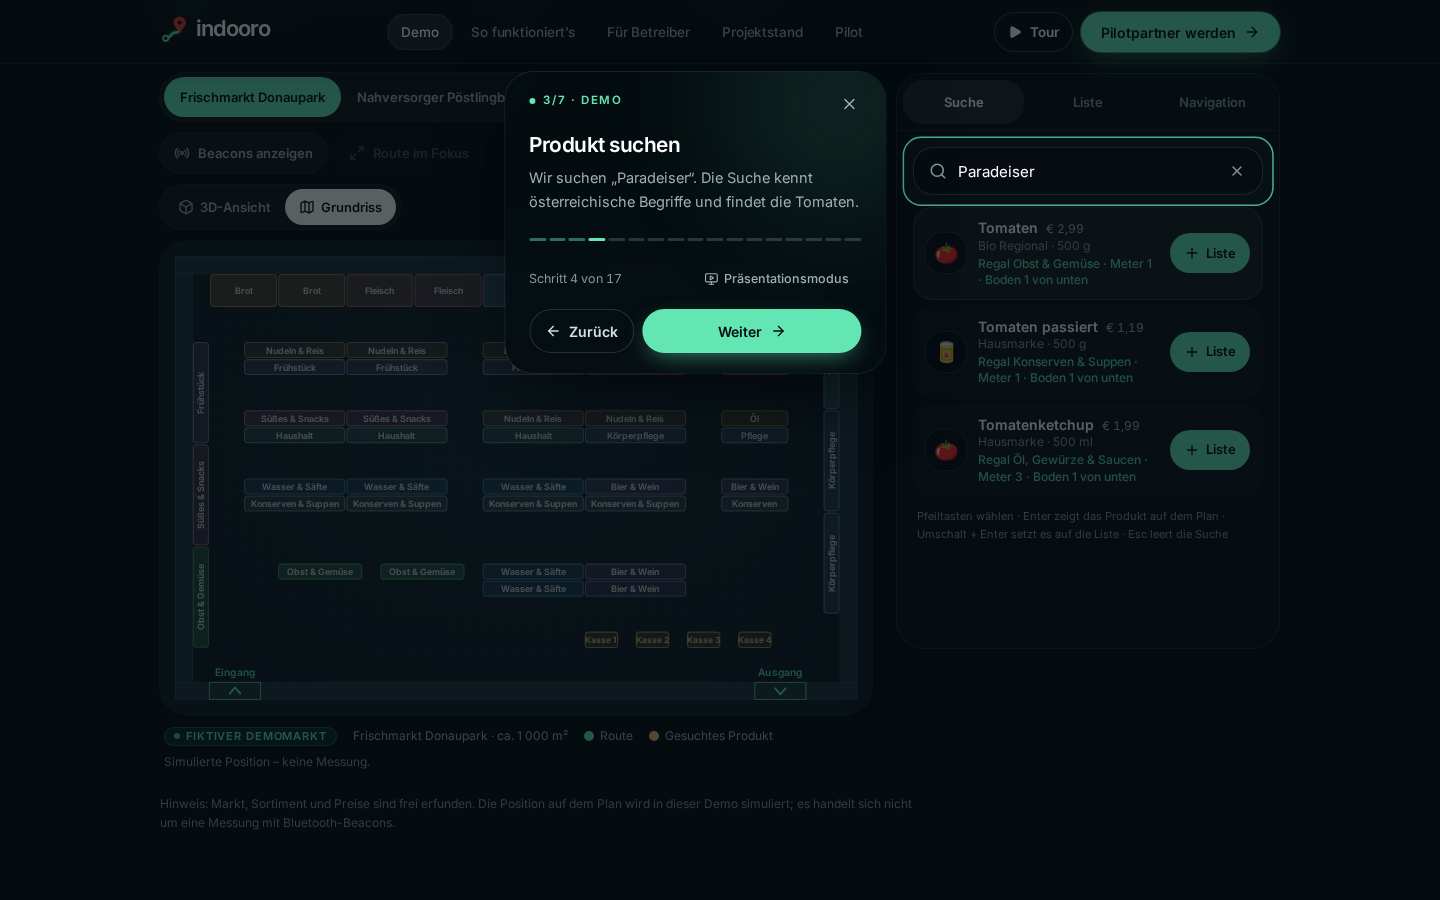 indooro
Demo
So funktioniert's
Für Betreiber
Projektstand
Pilot
Tour
Pilotpartner werden
Frischmarkt Donaupark
Nahversorger Pöstlingb
Beacons anzeigen
Route im Fokus
3D-Ansicht
Grundriss
3/7 · DEMO
Produkt suchen
Wir suchen „Paradeiser“. Die Suche kennt
österreichische Begriffe und findet die Tomaten.
Schritt 4 von 17
Präsentationsmodus
Zurück
Weiter
Suche
Liste
Navigation
Paradeiser
Tomaten € 2,99
Bio Regional · 500 g
Regal Obst & Gemüse · Meter 1
· Boden 1 von unten
Liste
Tomaten passiert € 1,19
Hausmarke · 500 g
Regal Konserven & Suppen ·
Meter 1 · Boden 1 von unten
Liste
Tomatenketchup € 1,99
Hausmarke · 500 ml
Regal Öl, Gewürze & Saucen ·
Meter 3 · Boden 1 von unten
Liste
Pfeiltasten wählen · Enter zeigt das Produkt auf dem Plan ·
Umschalt + Enter setzt es auf die Liste · Esc leert die Suche
Brot
Brot
Fleisch
Fleisch
Nudeln & Reis
Nudeln & Reis
Frühstück
Frühstück
Frühstück
Süßes & Snacks
Süßes & Snacks
Nudeln & Reis
Nudeln & Reis
Öl
Haushalt
Haushalt
Haushalt
Körperpflege
Pflege
Körperpflege
Süßes & Snacks
Wasser & Säfte
Wasser & Säfte
Wasser & Säfte
Bier & Wein
Bier & Wein
Konserven & Suppen
Konserven & Suppen
Konserven & Suppen
Konserven & Suppen
Konserven
Körperpflege
Obst & Gemüse
Obst & Gemüse
Obst & Gemüse
Wasser & Säfte
Bier & Wein
Wasser & Säfte
Bier & Wein
Kasse 1
Kasse 2
Kasse 3
Kasse 4
Eingang
Ausgang
FIKTIVER DEMOMARKT
Frischmarkt Donaupark · ca. 1 000 m²
Route
Gesuchtes Produkt
Simulierte Position – keine Messung.
Hinweis: Markt, Sortiment und Preise sind frei erfunden. Die Position auf dem Plan wird in dieser Demo simuliert; es handelt sich nicht
um eine Messung mit Bluetooth-Beacons.